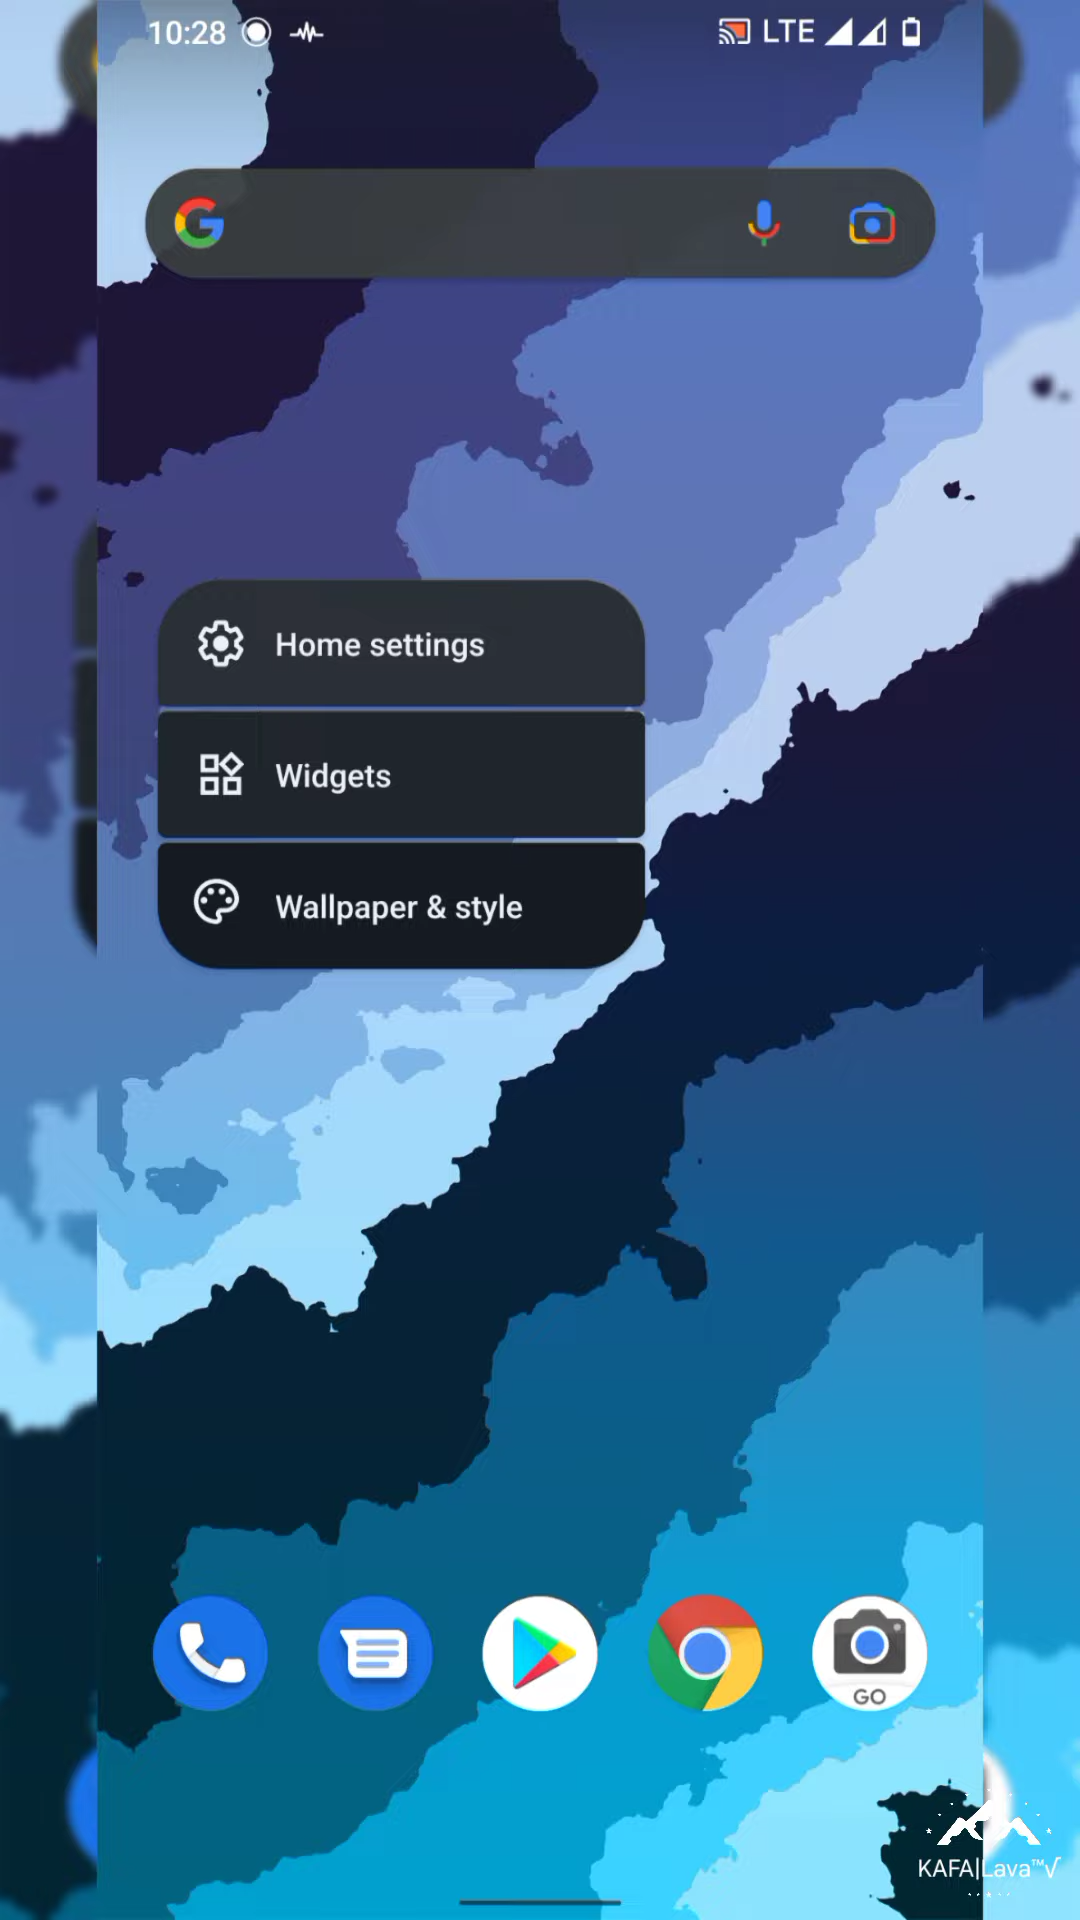 10:28 LTE
Home settings
Widgets
Wallpaper & style
GO
KAFA|Lava™√